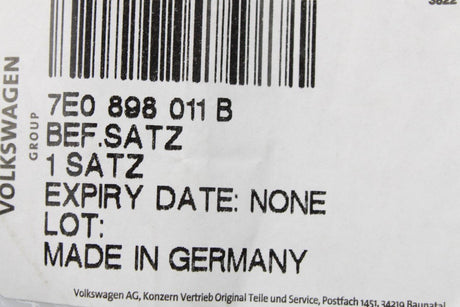 3622
VOLKSWAGEN
GROUP
7E0 898 011 B
BEF.SATZ
1 SATZ
EXPIRY DATE: NONE
LOT:
MADE IN GERMANY
Volkswagen AG, Konzern Vertrieb Original Teile und Service, Postfach 1451, 34219 Baunatal